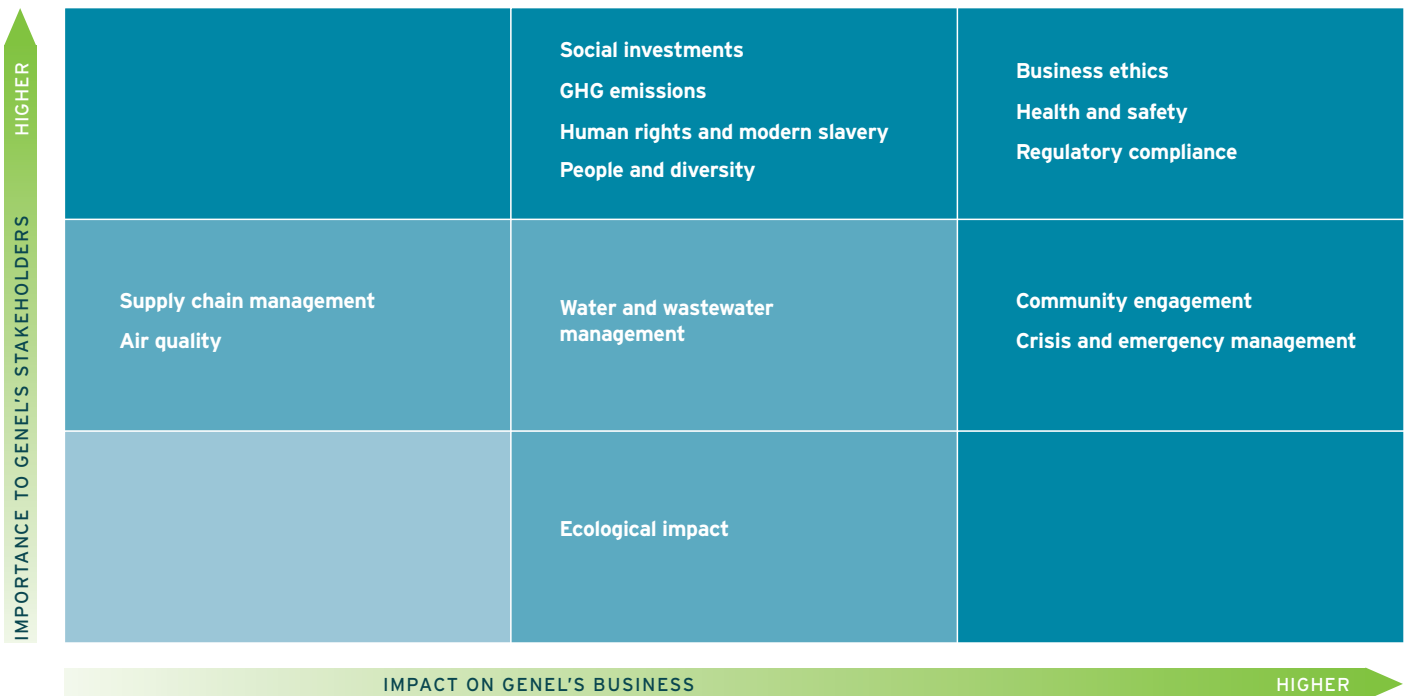 HIGHER
IMPORTANCE TO GENEL'S STAKEHOLDERS
Social investments
GHG emissions
Human rights and modern slavery
People and diversity
Business ethics
Health and safety
Regulatory compliance
Supply chain management
Air quality
Water and wastewater
management
Community engagement
Crisis and emergency management
Ecological impact
IMPACT ON GENEL'S BUSINESS
HIGHER